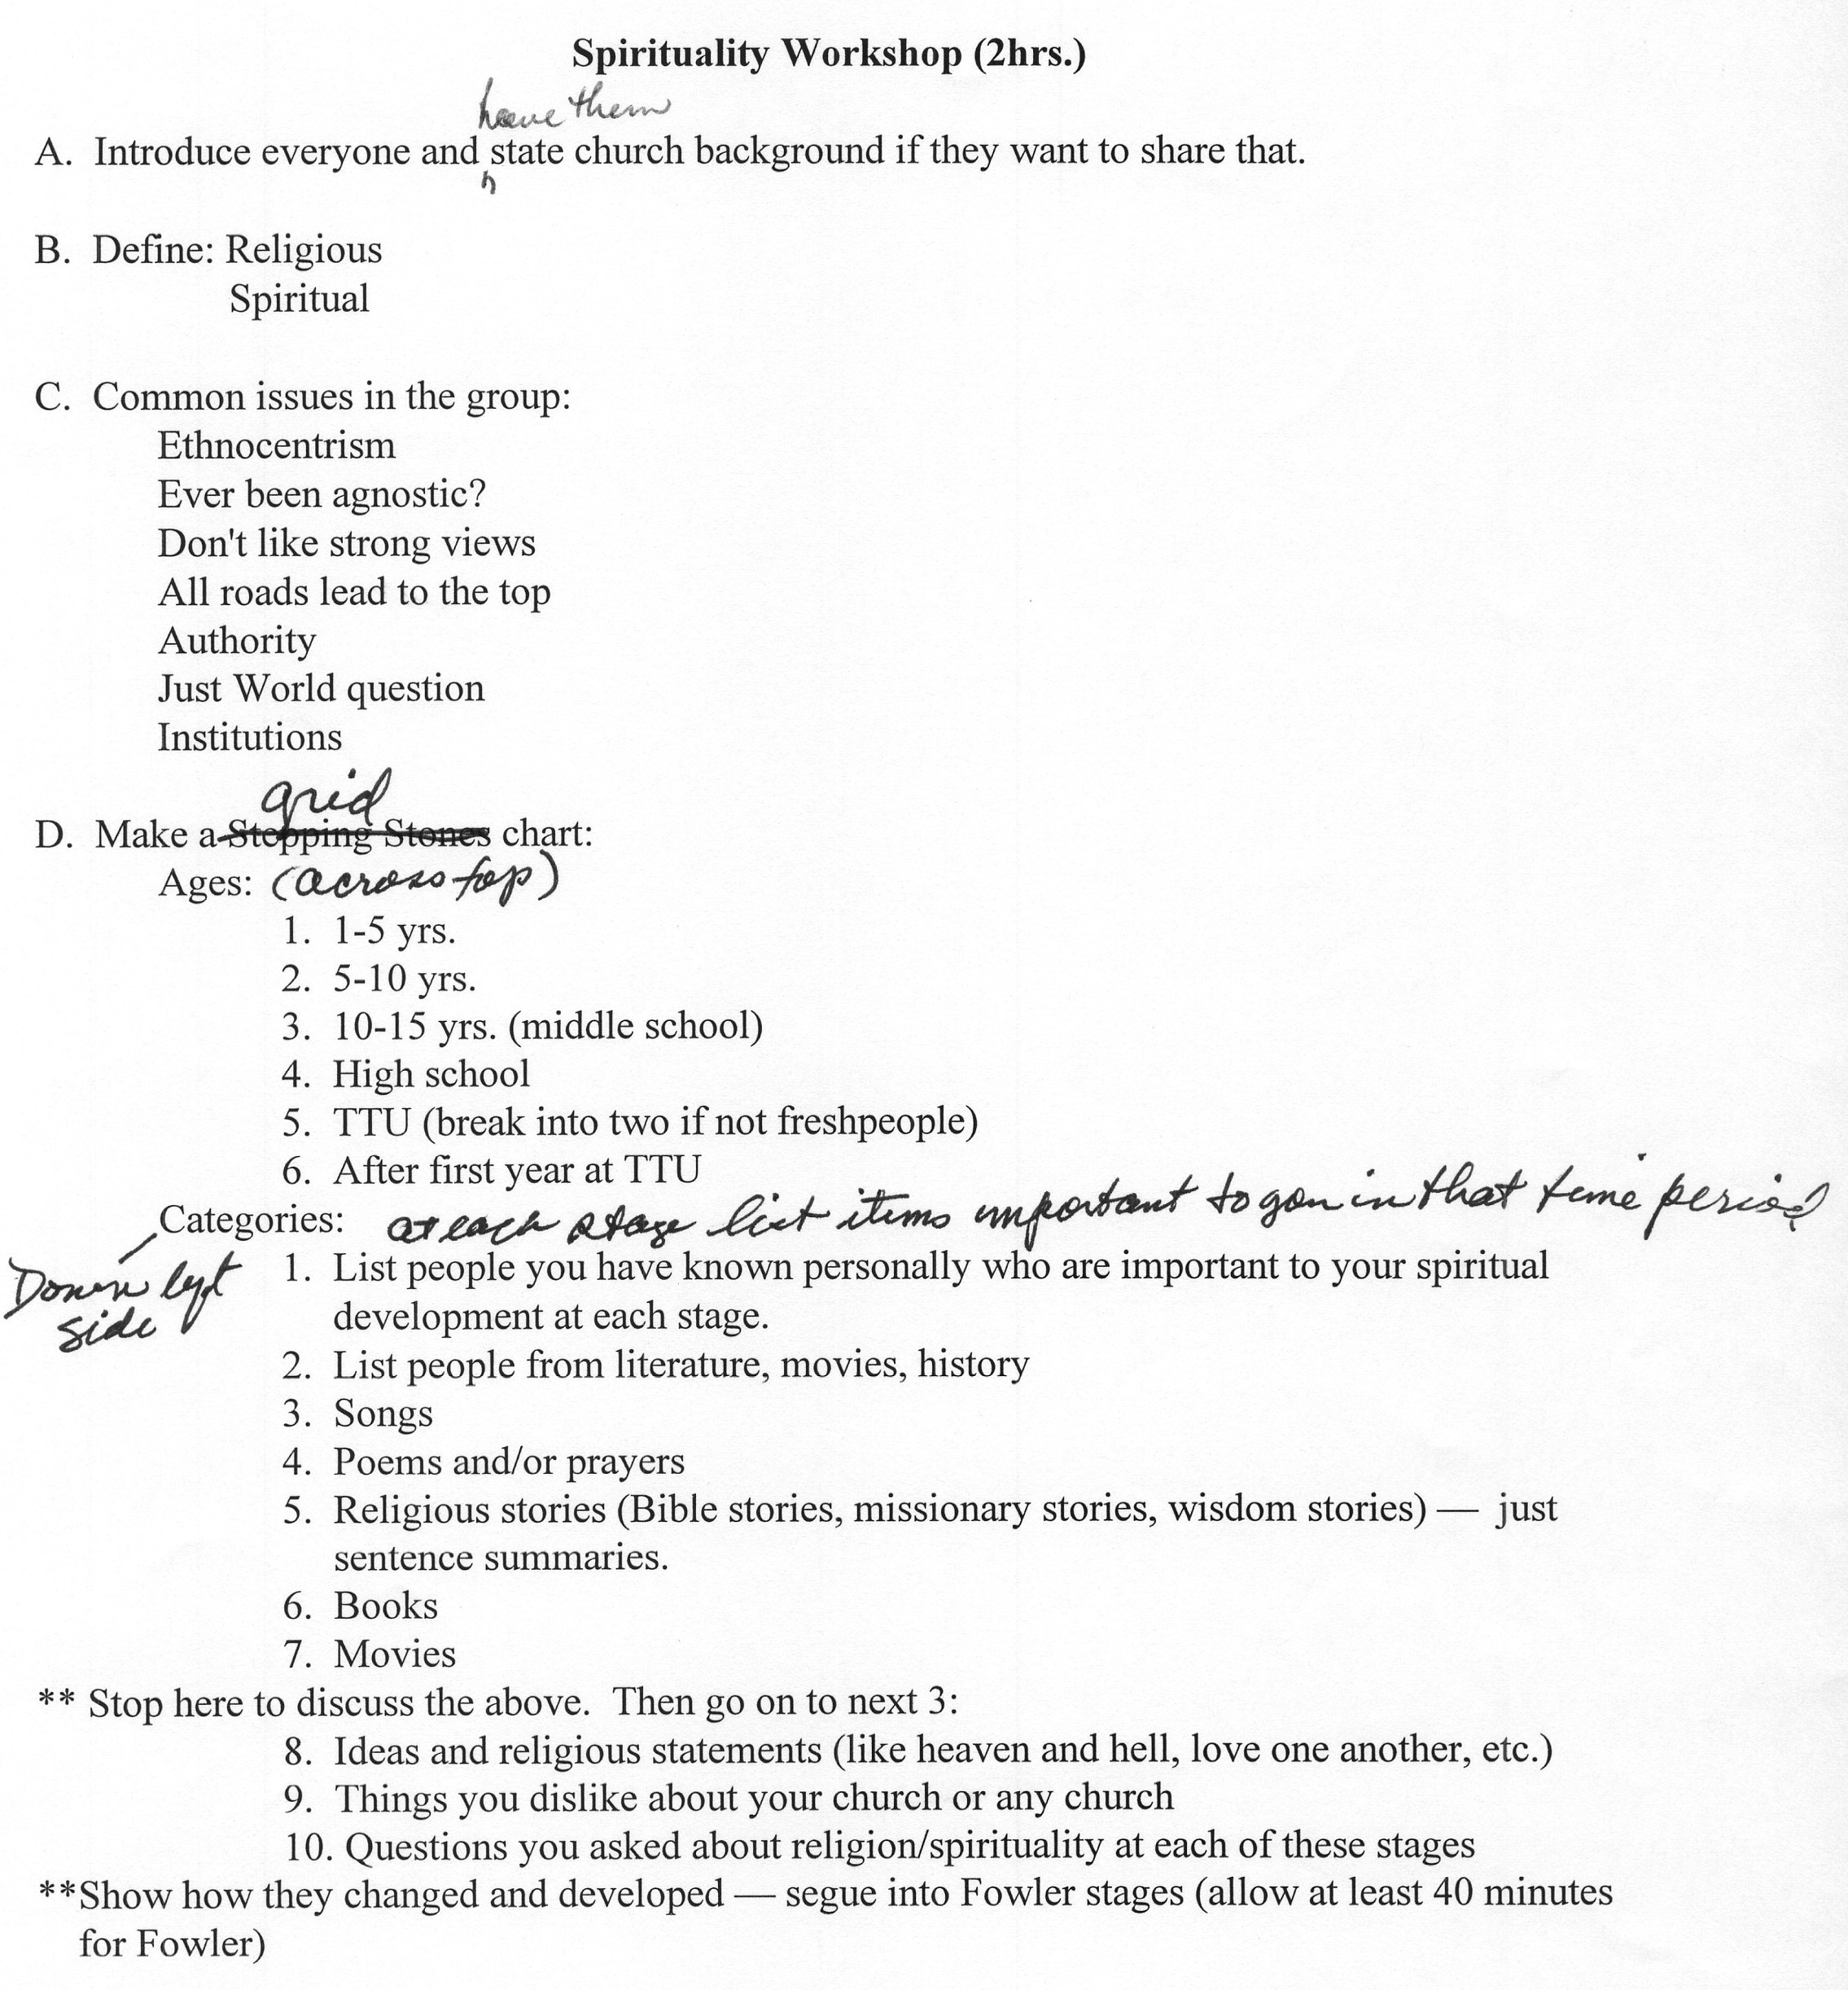 Spirituality Workshop (2hrs.)
have them
A. Introduce everyone and state church background if they want to share that.
B. Define: Religious
Spiritual
C. Common issues in the group:
Ethnocentrism
Ever been agnostic?
Don't like strong views
All roads lead to the top
Authority
Just World question
Institutions
grid
D. Make a Stepping Stones chart:
Ages: (across top)
1. 1-5 yrs.
2. 5-10 yrs.
3. 10-15 yrs. (middle school)
4. High school
5. TTU (break into two if not freshpeople)
6. After first year at TTU
Categories: at each stage list items important to you in that time period
Down left
side
1. List people you have known personally who are important to your spiritual
development at each stage.
2. List people from literature, movies, history
3. Songs
4. Poems and/or prayers
5. Religious stories (Bible stories, missionary stories, wisdom stories) — just
sentence summaries.
6. Books
7. Movies
** Stop here to discuss the above. Then go on to next 3:
8. Ideas and religious statements (like heaven and hell, love one another, etc.)
9. Things you dislike about your church or any church
10. Questions you asked about religion/spirituality at each of these stages
**Show how they changed and developed — segue into Fowler stages (allow at least 40 minutes
for Fowler)